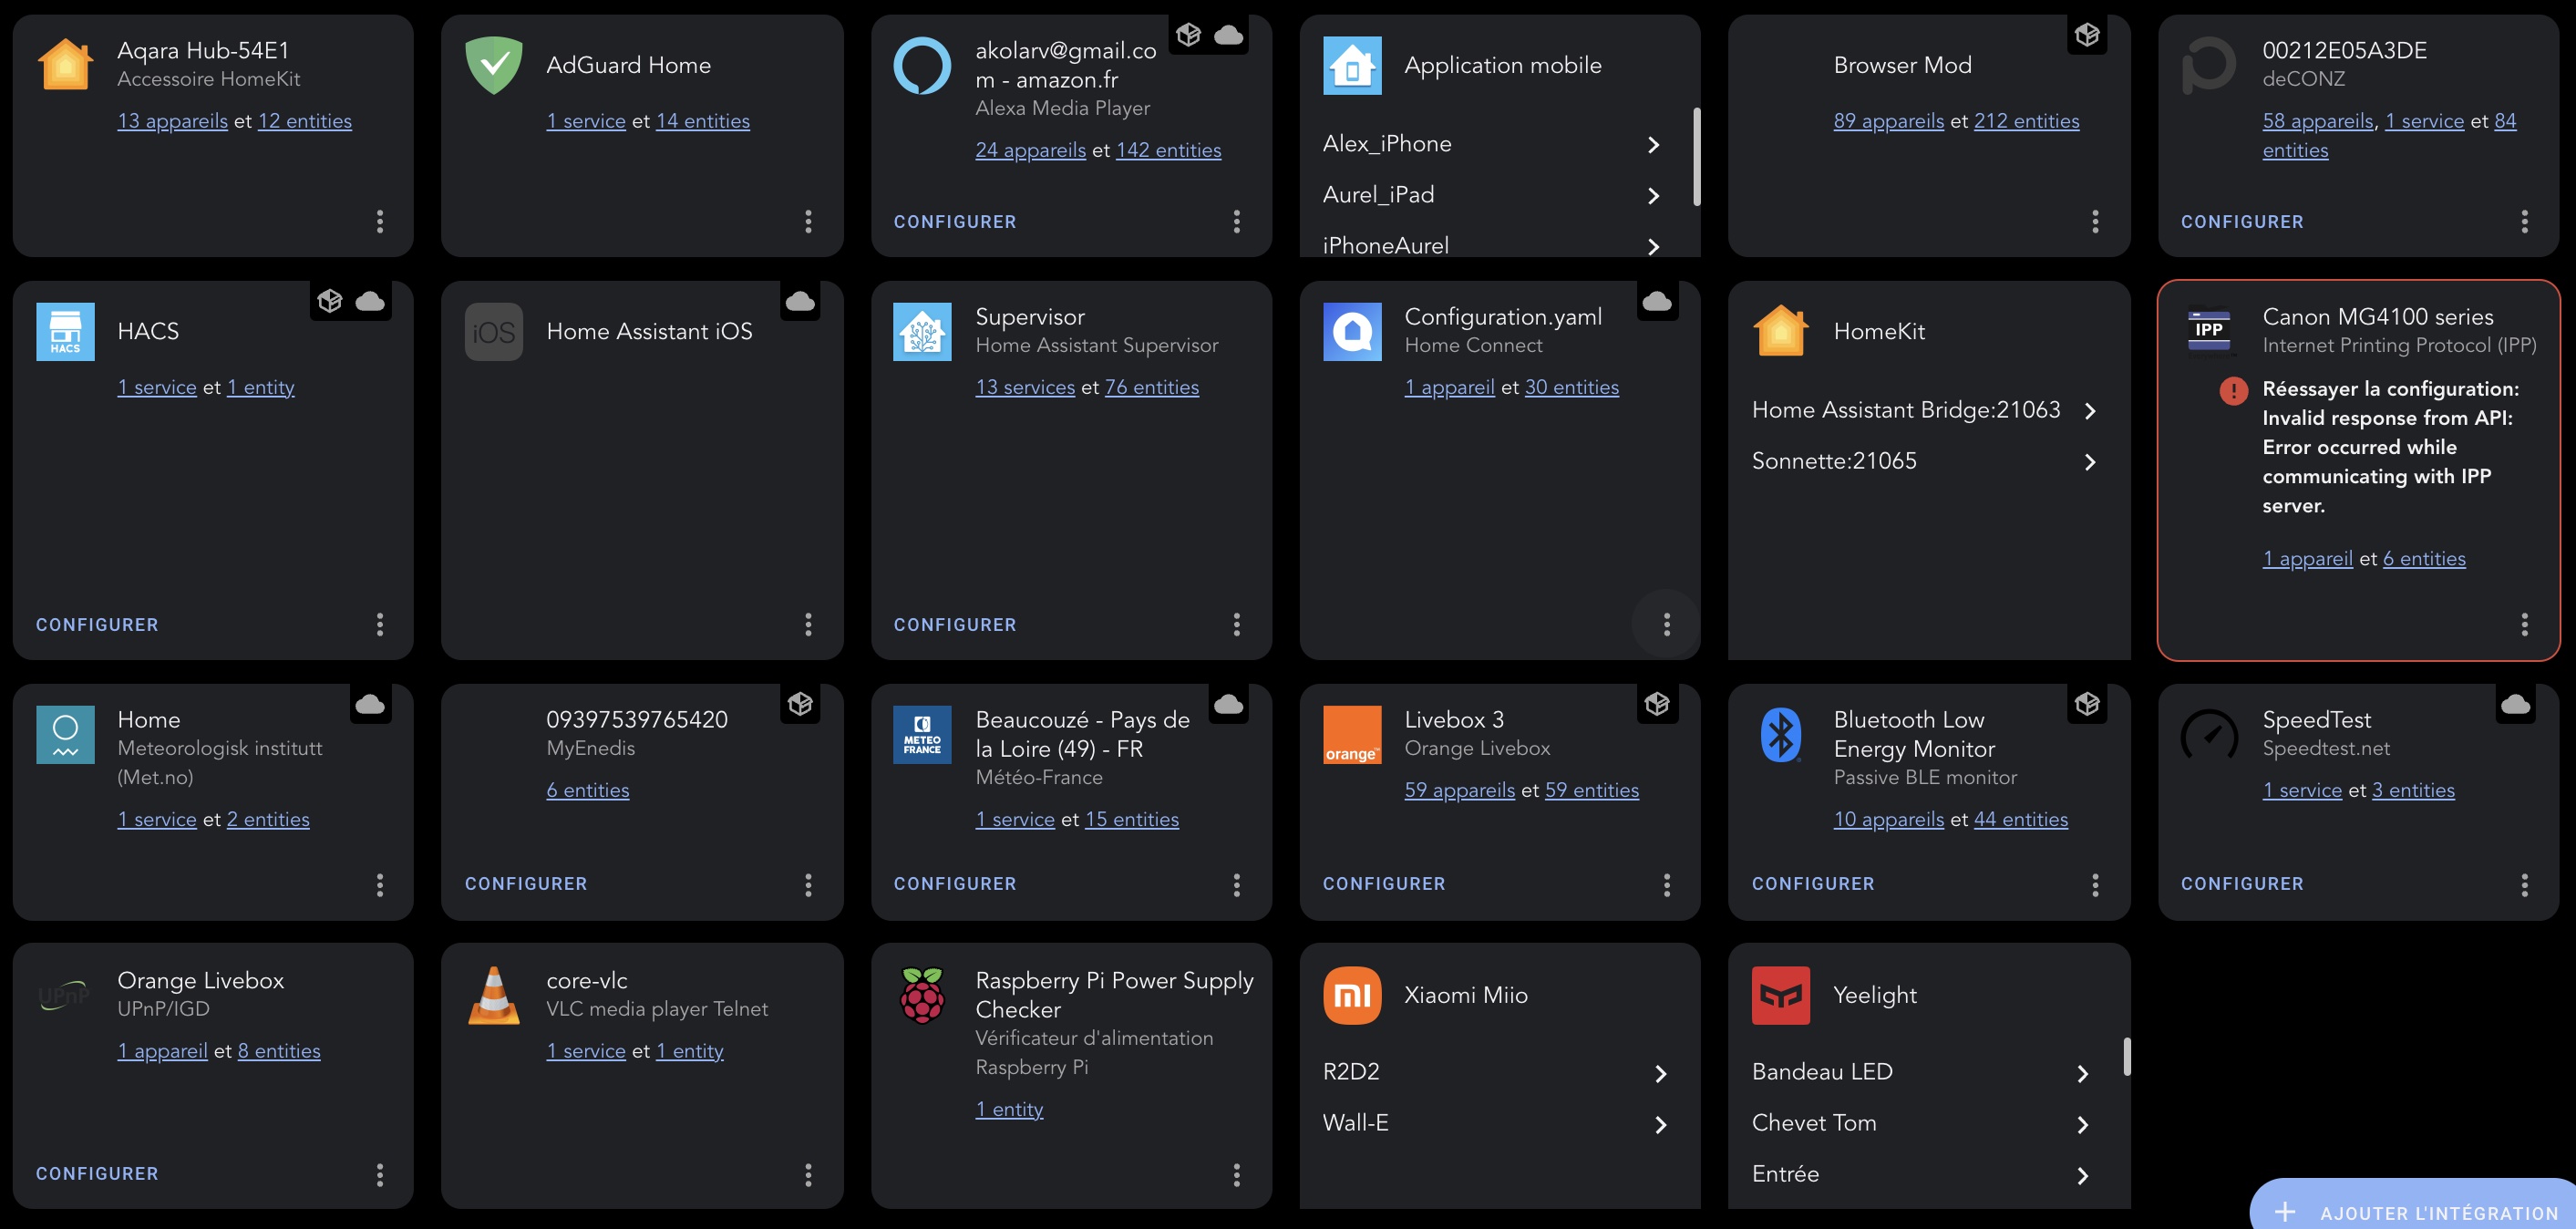 Aqara Hub-54E1
Accessoire HomeKit
13 appareils et 12 entities
AdGuard Home
1 service et 14 entities
akolarv@gmail.co
m - amazon.fr
Alexa Media Player
24 appareils et 142 entities
CONFIGURER
Application mobile
Alex_iPhone
Aurel_iPad
iPhoneAurel
Browser Mod
89 appareils et 212 entities
00212E05A3DE
deCONZ
58 appareils, 1 service et 84
entities
CONFIGURER
HACS
HACS
1 service et 1 entity
CONFIGURER
iOS
Home Assistant iOS
Supervisor
Home Assistant Supervisor
13 services et 76 entities
CONFIGURER
Configuration.yaml
Home Connect
1 appareil et 30 entities
HomeKit
Home Assistant Bridge:21063
Sonnette:21065
IPP
Canon MG4100 series
Internet Printing Protocol (IPP)
Réessayer la configuration:
Invalid response from API:
Error occurred while
communicating with IPP
server.
1 appareil et 6 entities
Home
Meteorologisk institutt
(Met.no)
1 service et 2 entities
09397539765420
MyEnedis
6 entities
CONFIGURER
METEO
FRANCE
Beaucouzé - Pays de
la Loire (49) - FR
Météo-France
1 service et 15 entities
CONFIGURER
orange™
Livebox 3
Orange Livebox
59 appareils et 59 entities
CONFIGURER
Bluetooth Low
Energy Monitor
Passive BLE monitor
10 appareils et 44 entities
CONFIGURER
SpeedTest
Speedtest.net
1 service et 3 entities
CONFIGURER
UPnP
Orange Livebox
UPnP/IGD
1 appareil et 8 entities
CONFIGURER
core-vlc
VLC media player Telnet
1 service et 1 entity
Raspberry Pi Power Supply
Checker
Vérificateur d'alimentation
Raspberry Pi
1 entity
mi
Xiaomi Miio
R2D2
Wall-E
Yeelight
Bandeau LED
Chevet Tom
Entrée
+ AJOUTER L'INTÉGRATION